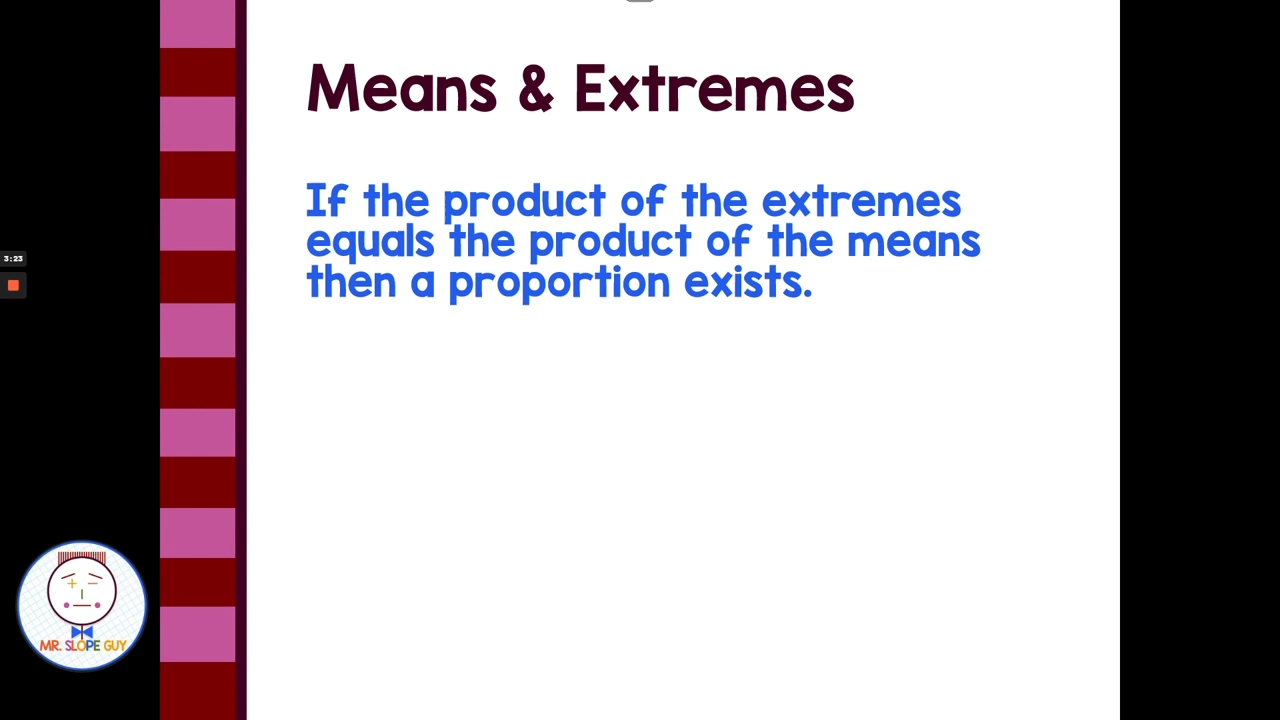 Means & Extremes
If the product of the extremes
equals the product of the means
then a proportion exists.
3:23
MR. SLOPE GUY